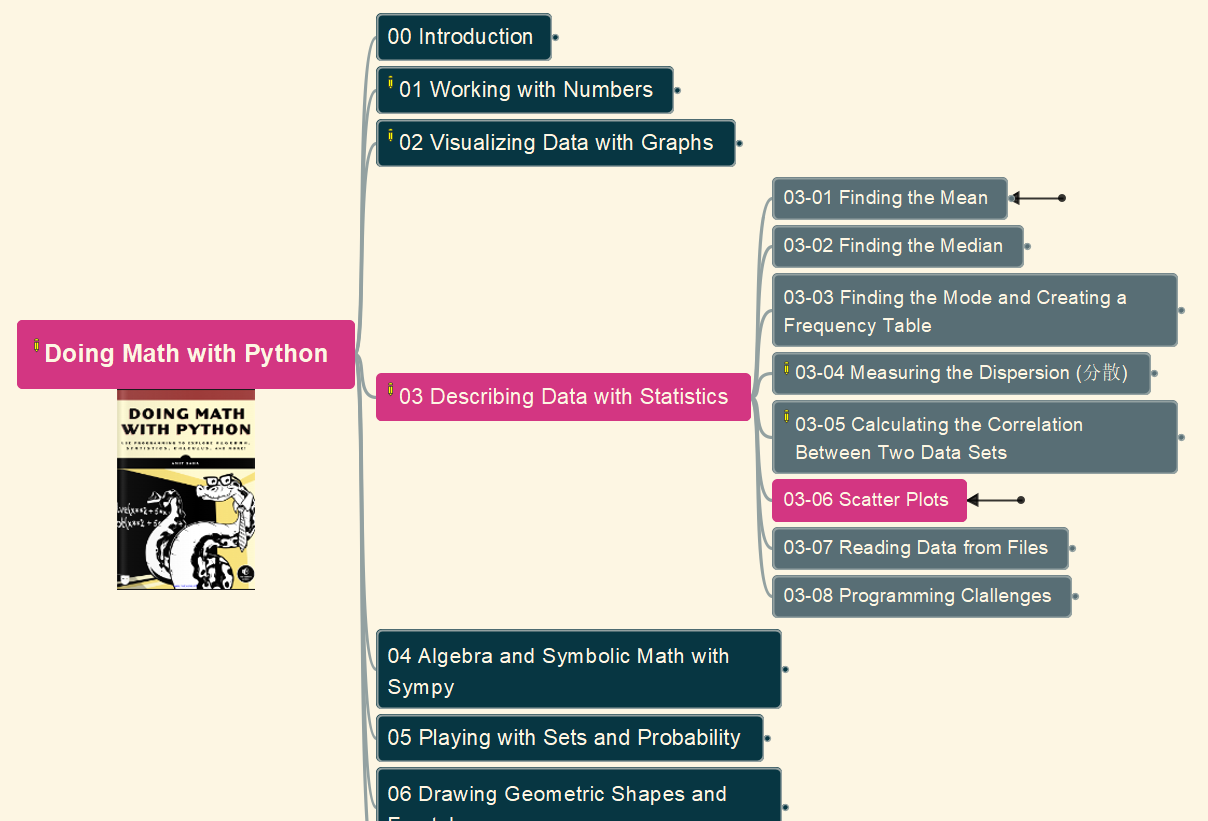 00 Introduction
01 Working with Numbers
02 Visualizing Data with Graphs
03-01 Finding the Mean
03-02 Finding the Median
03-03 Finding the Mode and Creating a
Frequency Table
Doing Math with Python
03 Describing Data with Statistics
03-04 Measuring the Dispersion (分散)
03-05 Calculating the Correlation
Between Two Data Sets
03-06 Scatter Plots
03-07 Reading Data from Files
03-08 Programming Clallenges
DOING MATH
WITH PYTHON
04 Algebra and Symbolic Math with
Sympy
05 Playing with Sets and Probability
06 Drawing Geometric Shapes and